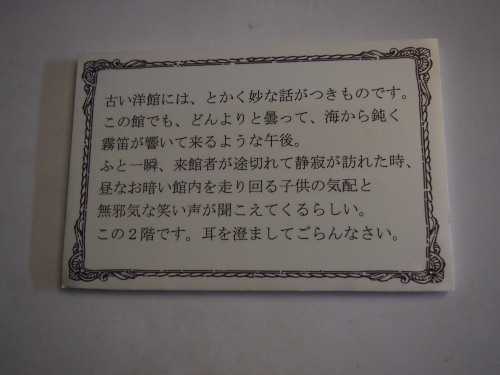 古い洋館には、とかく妙な話がつきものです。
この館でも、どんよりと曇って、海から鈍く
霧笛が響いて来るような午後。
ふと一瞬、来館者が途切れて静寂が訪れた時、
昼なお暗い館内を走り回る子供の気配と
無邪気な笑い声が聞こえてくるらしい。
この２階です。耳を澄ましてごらんなさい。